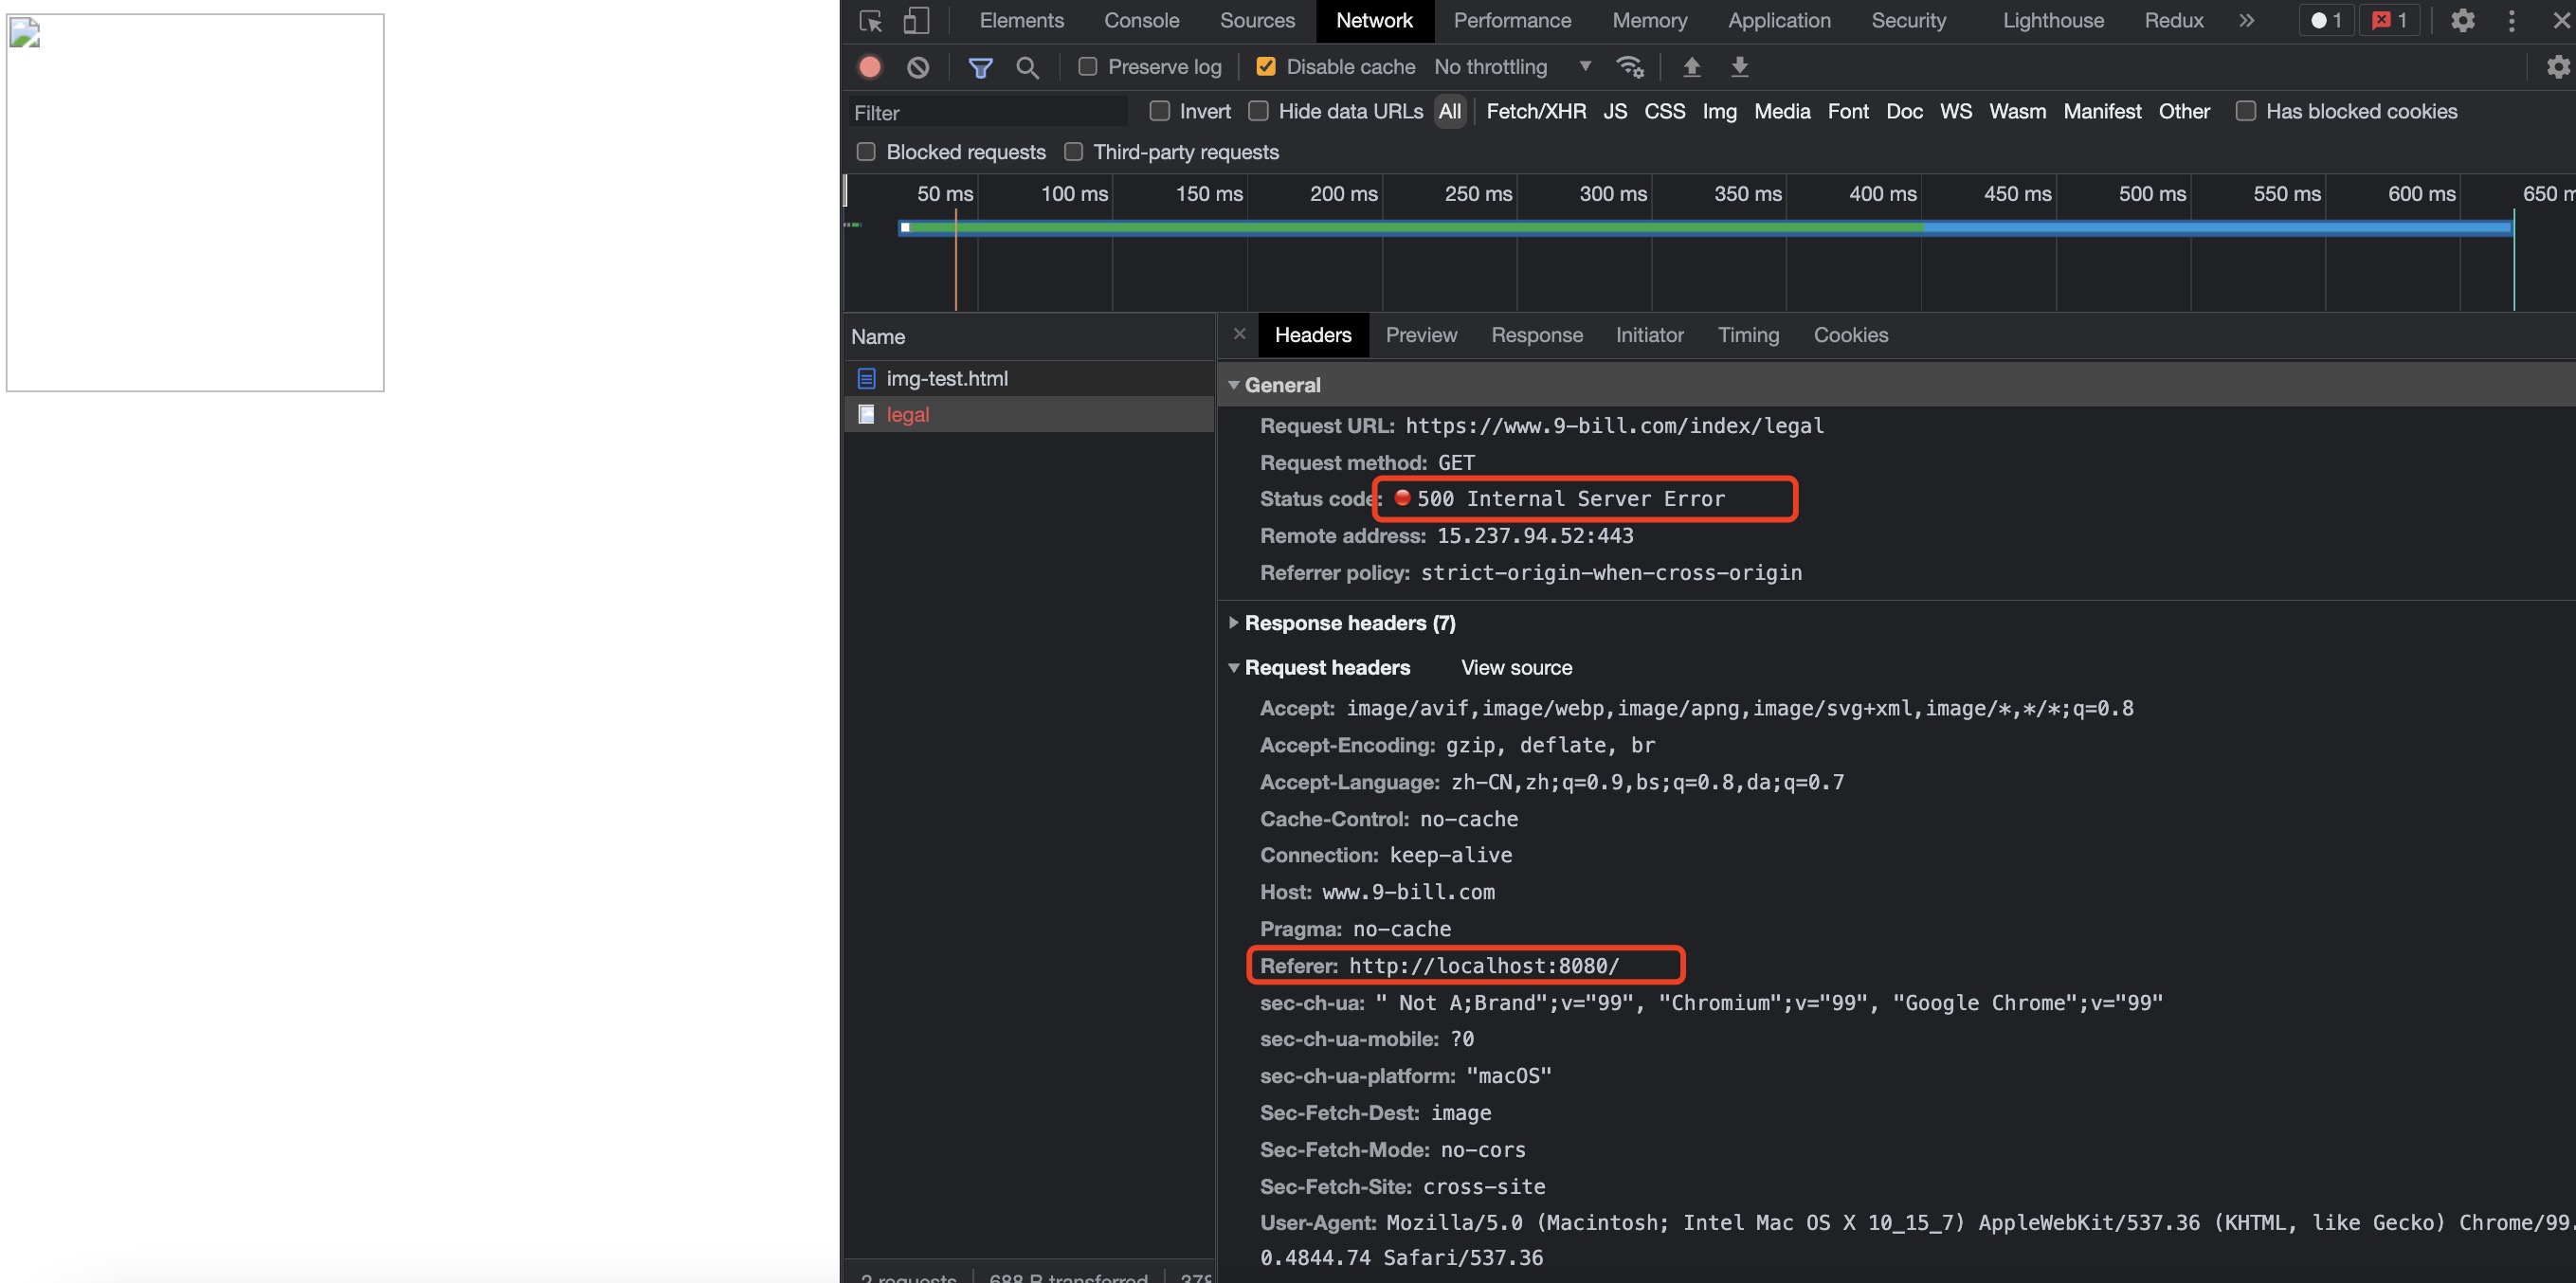 Elements Console Sources Network Performance Memory Application Security Lighthouse Redux » 1 1
Preserve log Disable cache No throttling
Filter Invert Hide data URLs All Fetch/XHR JS CSS Img Media Font Doc WS Wasm Manifest Other Has blocked cookies
Blocked requests Third-party requests
50 ms 100 ms 150 ms 200 ms 250 ms 300 ms 350 ms 400 ms 450 ms 500 ms 550 ms 600 ms 650 m
Name
img-test.html
legal
Headers Preview Response Initiator Timing Cookies
General
Request URL: https://www.9-bill.com/index/legal
Request method: GET
Status code: 500 Internal Server Error
Remote address: 15.237.94.52:443
Referrer policy: strict-origin-when-cross-origin
Response headers (7)
Request headers View source
Accept: image/avif,image/webp,image/apng,image/svg+xml,image/*,*/*;q=0.8
Accept-Encoding: gzip, deflate, br
Accept-Language: zh-CN,zh;q=0.9,bs;q=0.8,da;q=0.7
Cache-Control: no-cache
Connection: keep-alive
Host: www.9-bill.com
Pragma: no-cache
Referer: http://localhost:8080/
sec-ch-ua: " Not A;Brand";v="99", "Chromium";v="99", "Google Chrome";v="99"
sec-ch-ua-mobile: ?0
sec-ch-ua-platform: "macOS"
Sec-Fetch-Dest: image
Sec-Fetch-Mode: no-cors
Sec-Fetch-Site: cross-site
User-Agent: Mozilla/5.0 (Macintosh; Intel Mac OS X 10_15_7) AppleWebKit/537.36 (KHTML, like Gecko) Chrome/99.
0.4844.74 Safari/537.36
2 requests 688 B transferred